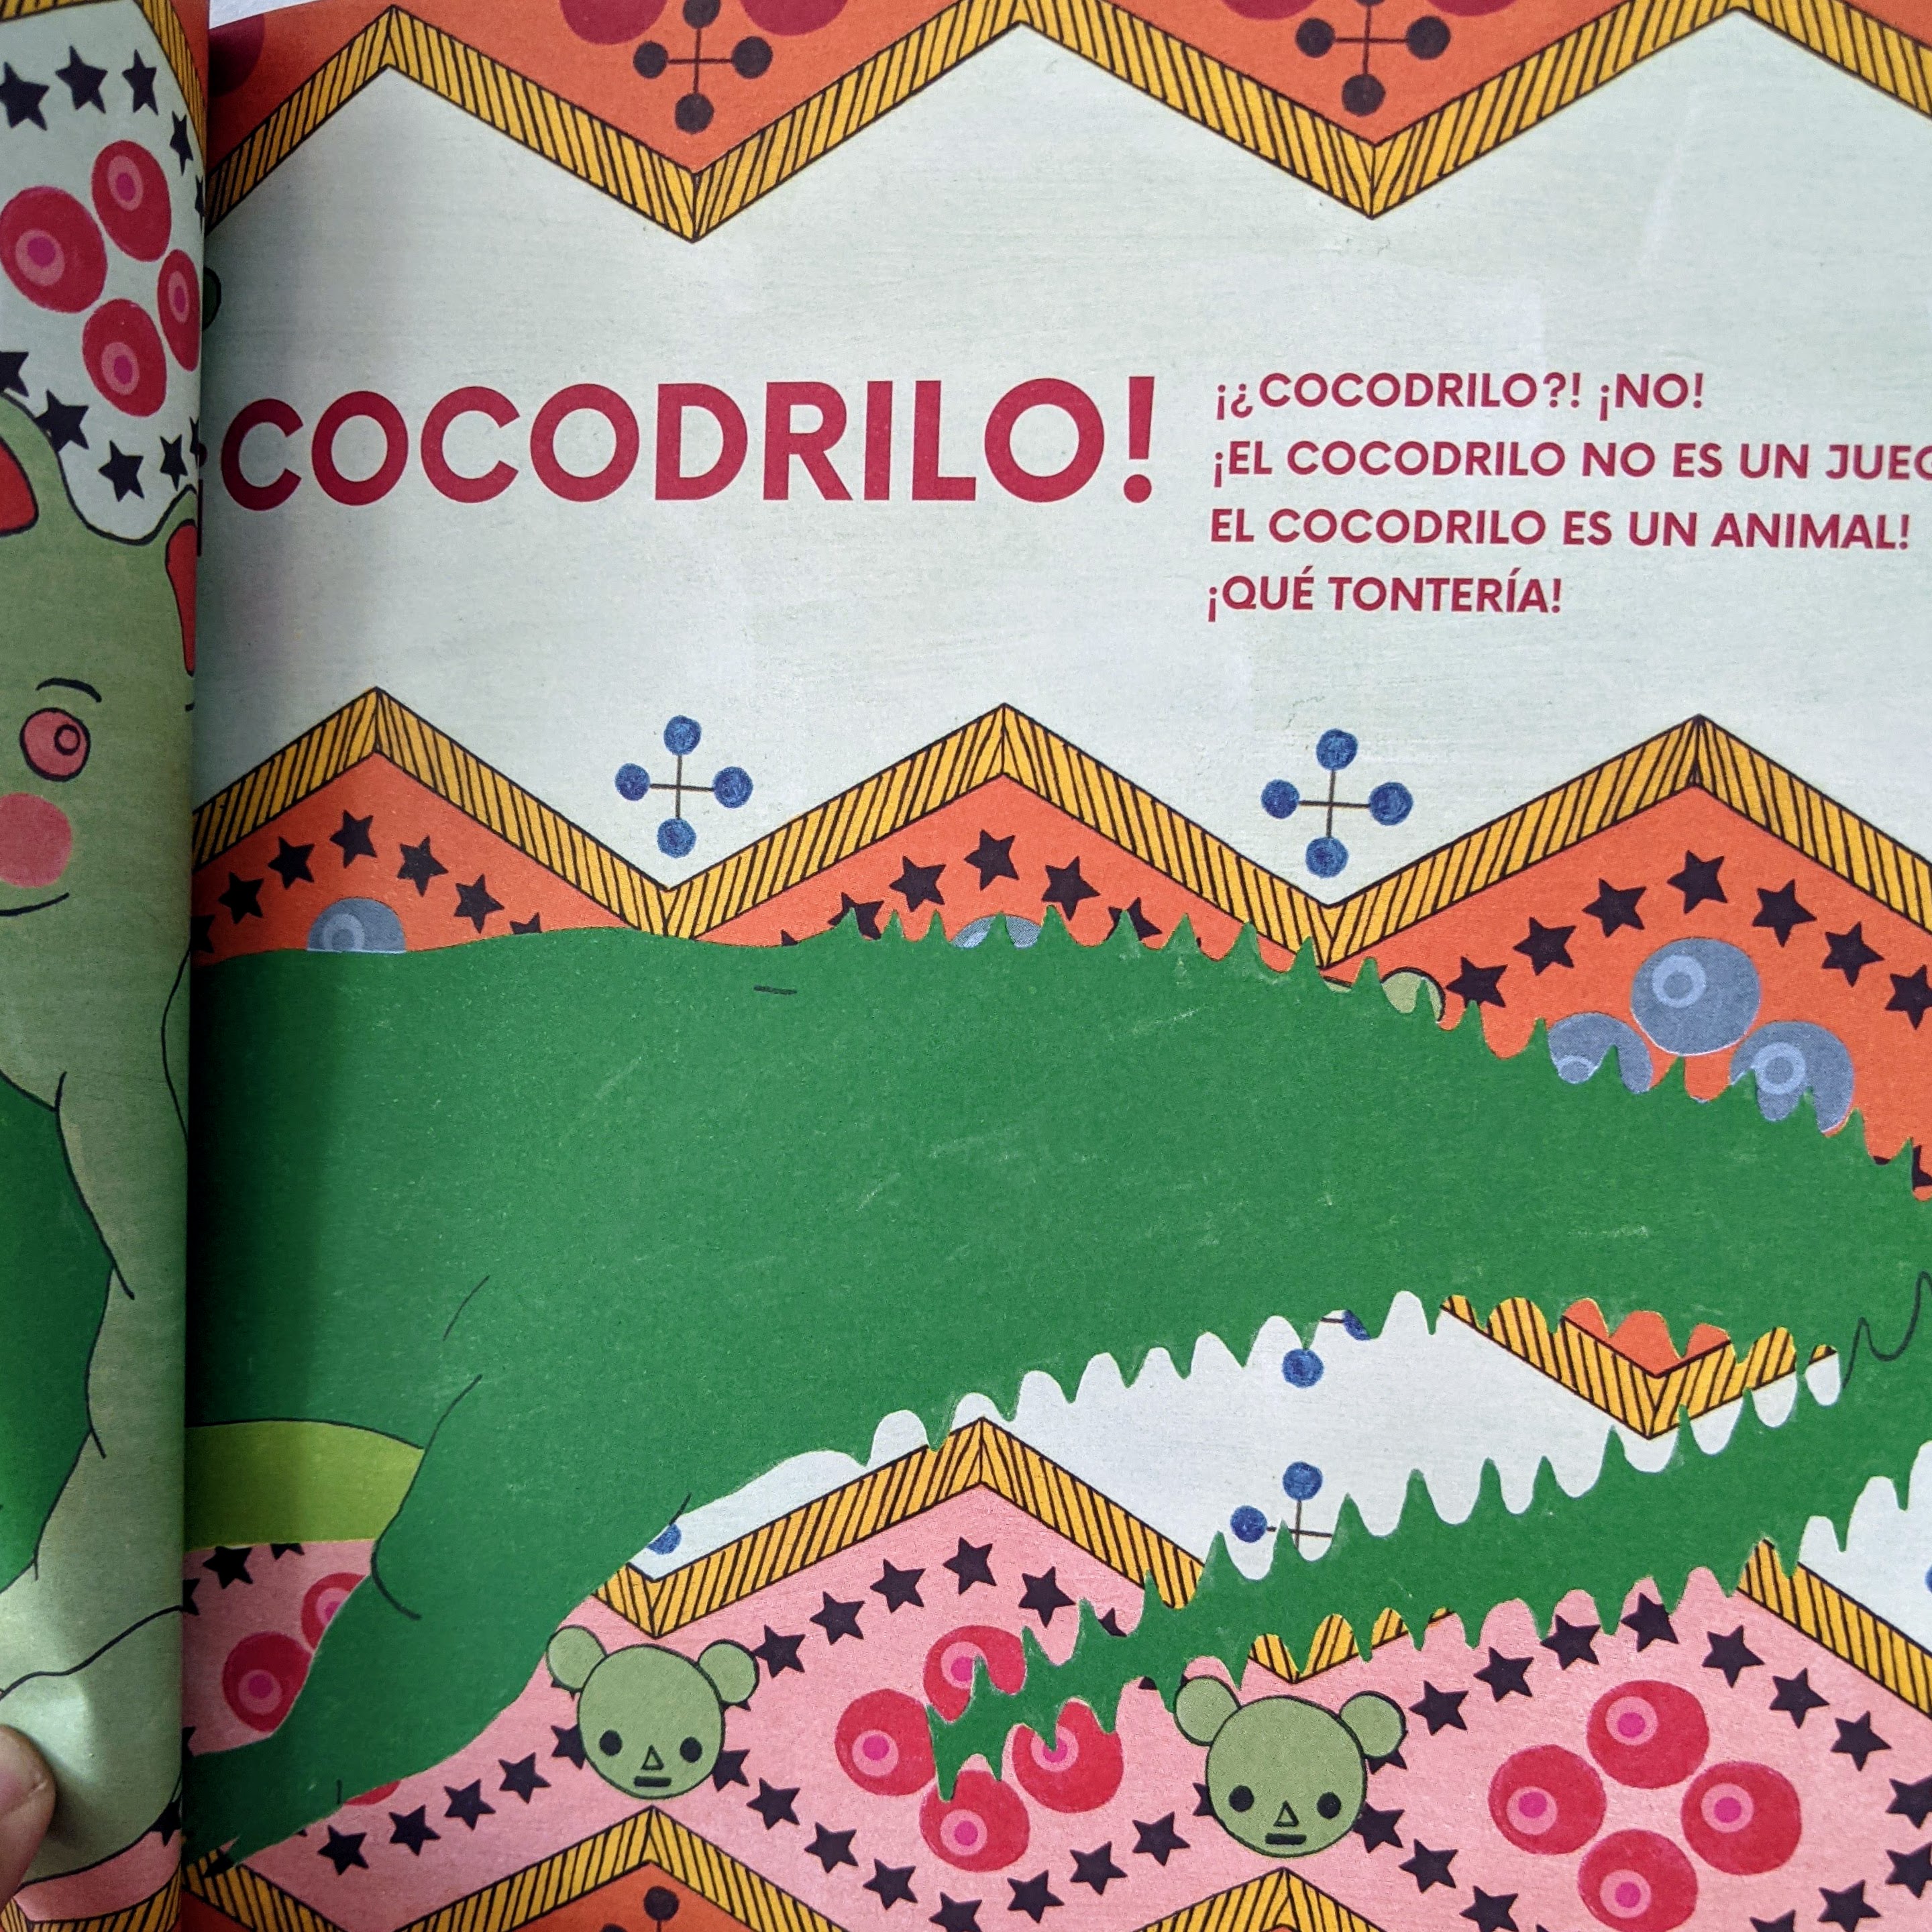 COCODRILO!
¡¿COCODRILO?! ¡NO!
¡EL COCODRILO NO ES UN
EL COCODRILO ES UN ANIMAL!
¡QUÉ TONTERÍA!